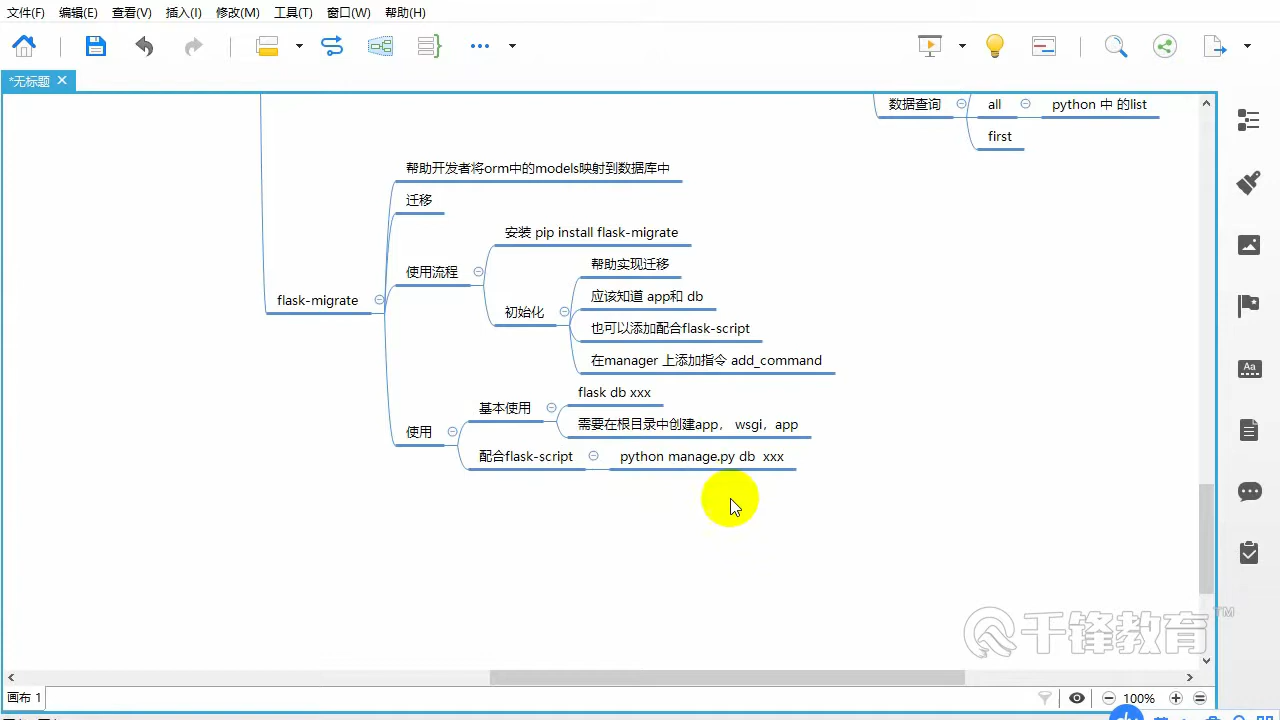 文件(F) 编辑(E) 查看(V) 插入(I) 修改(M) 工具(T) 窗口(W) 帮助(H)
*无标题
数据查询
all
python 中 的list
first
帮助开发者将orm中的models映射到数据库中
迁移
安装 pip install flask-migrate
帮助实现迁移
使用流程
应该知道 app和 db
flask-migrate
初始化
也可以添加配合flask-script
在manager 上添加指令 add_command
flask db xxx
基本使用
需要在根目录中创建app， wsgi，app
使用
配合flask-script
python manage.py db  xxx
Aa
千锋教育™
画布 1
100%